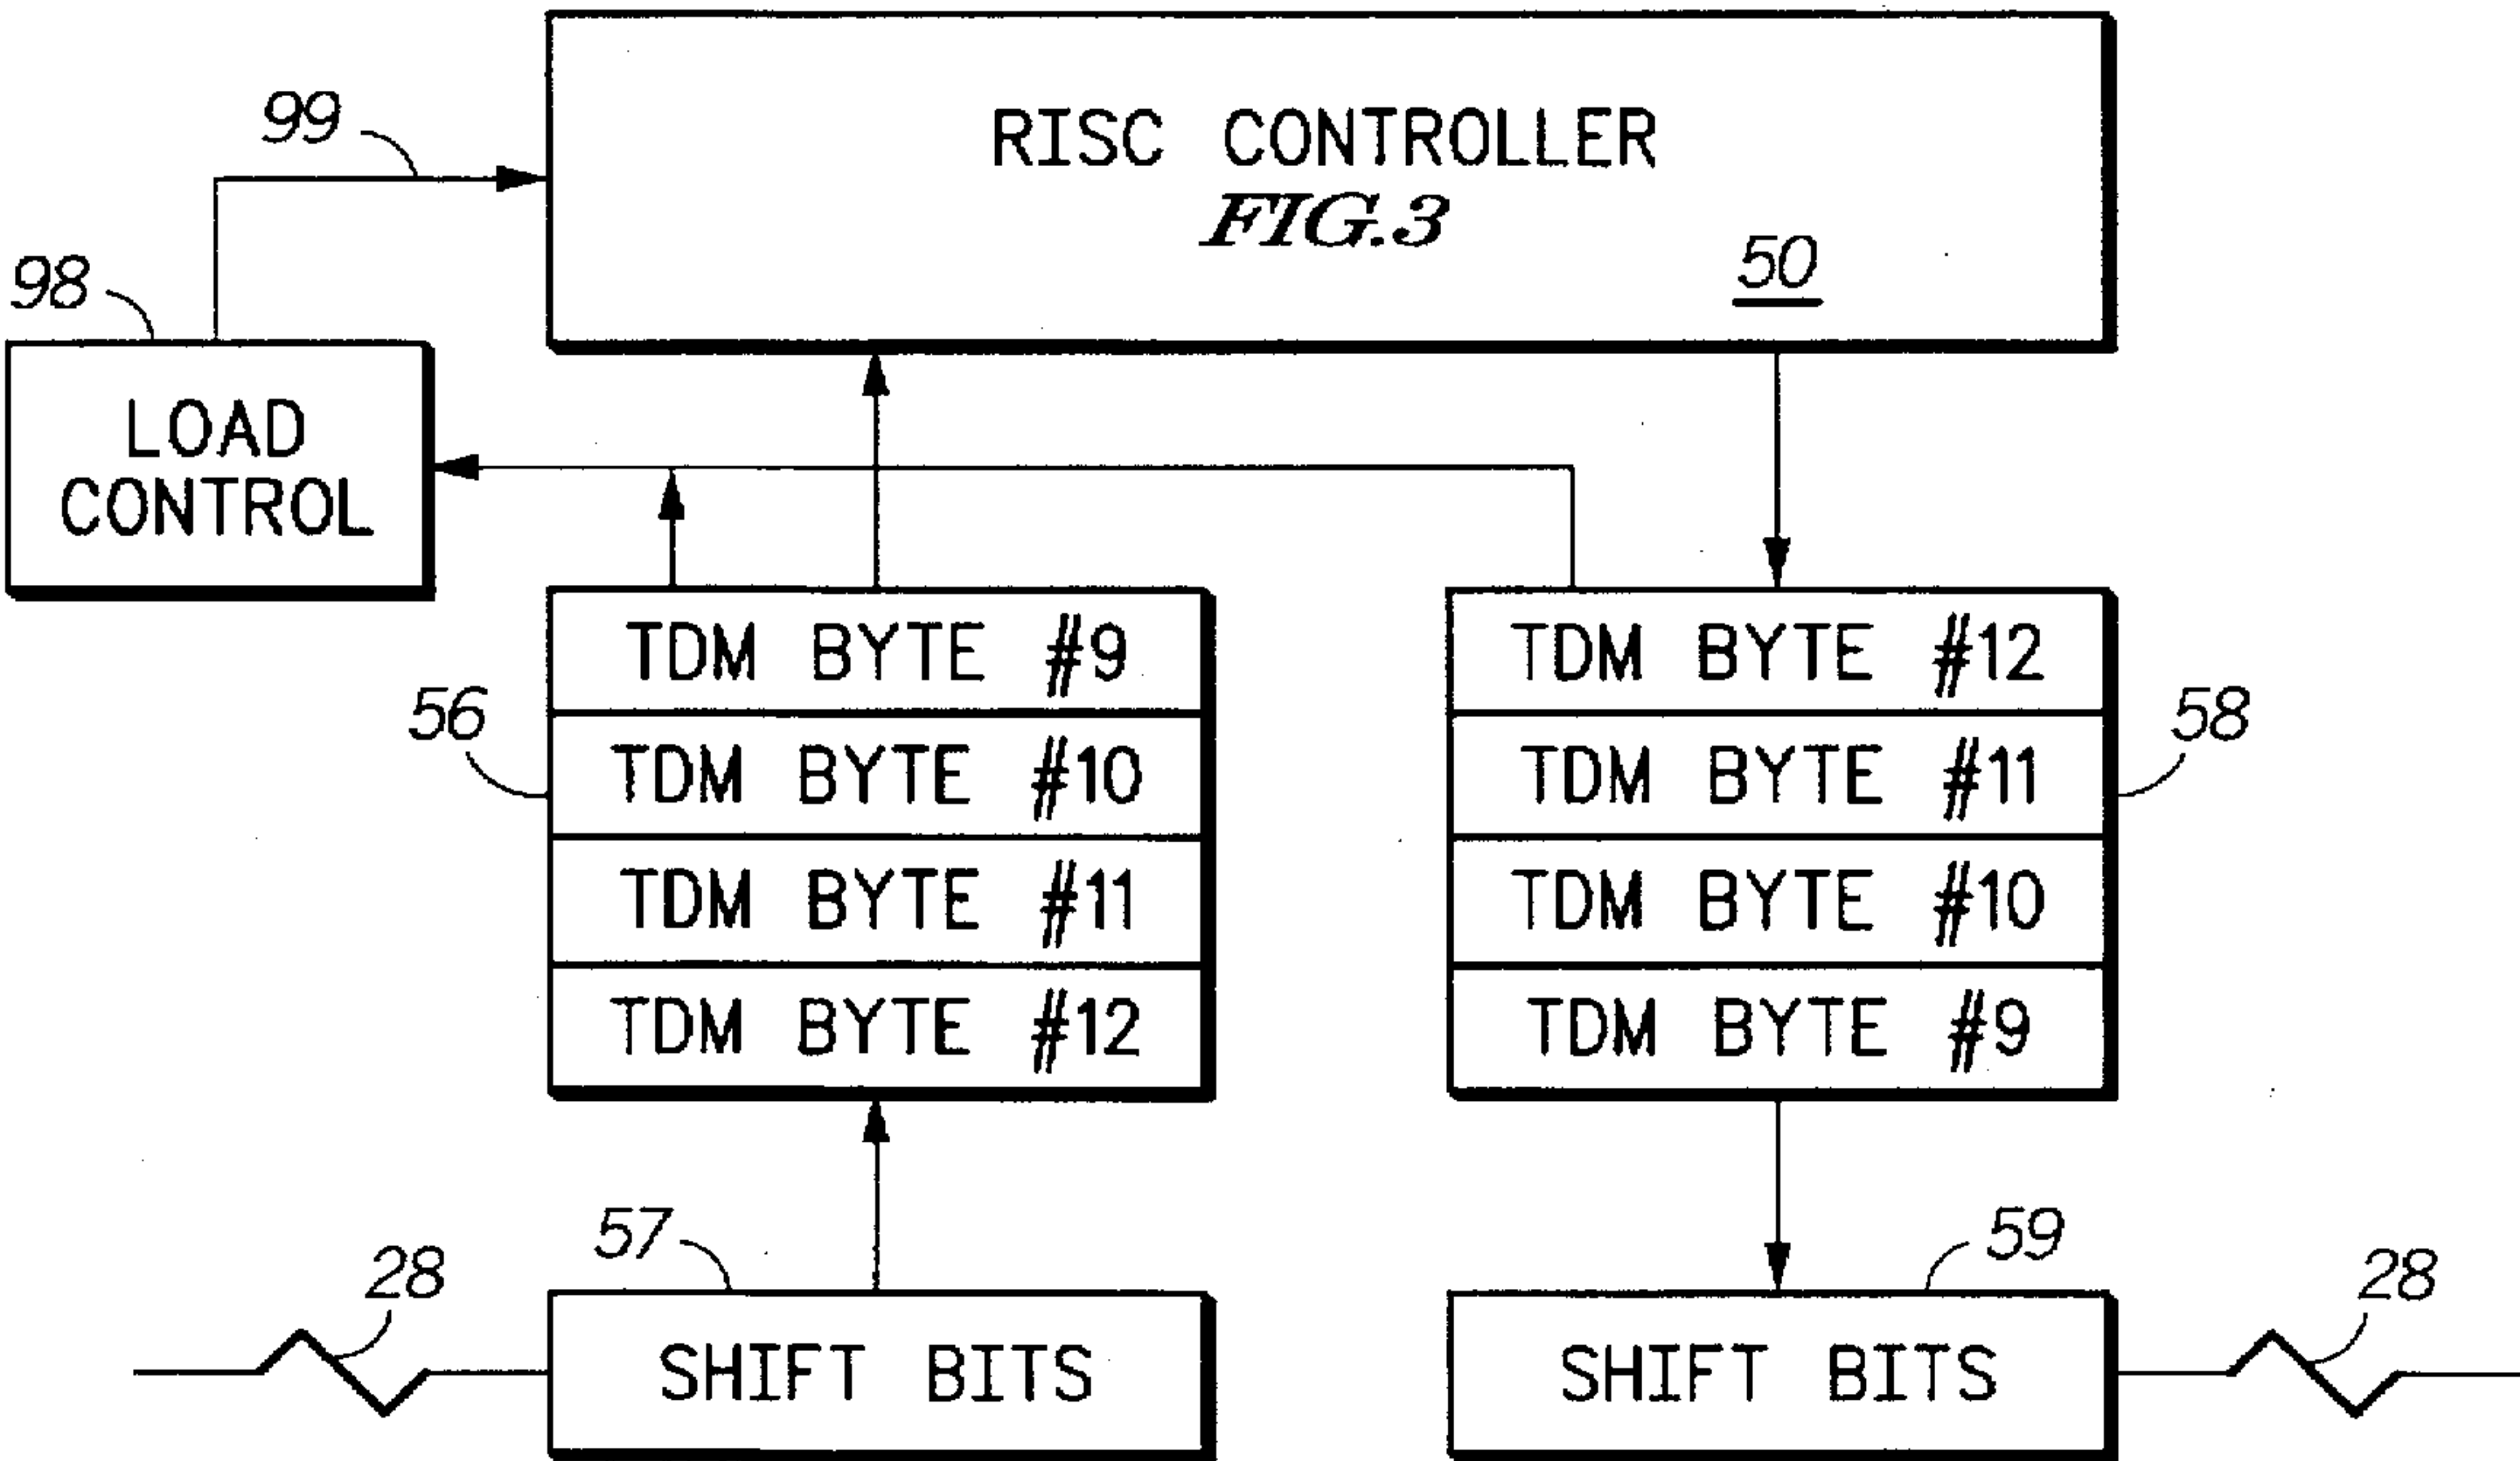 RISC CONTROLLER
FIG.3
50
99
98
LOAD
CONTROL
56
TDM BYTE #9
TDM BYTE #10
TDM BYTE #11
TDM BYTE #12
58
TDM BYTE #12
TDM BYTE #11
TDM BYTE #10
TDM BYTE #9
28
57
SHIFT BITS
59
SHIFT BITS
28